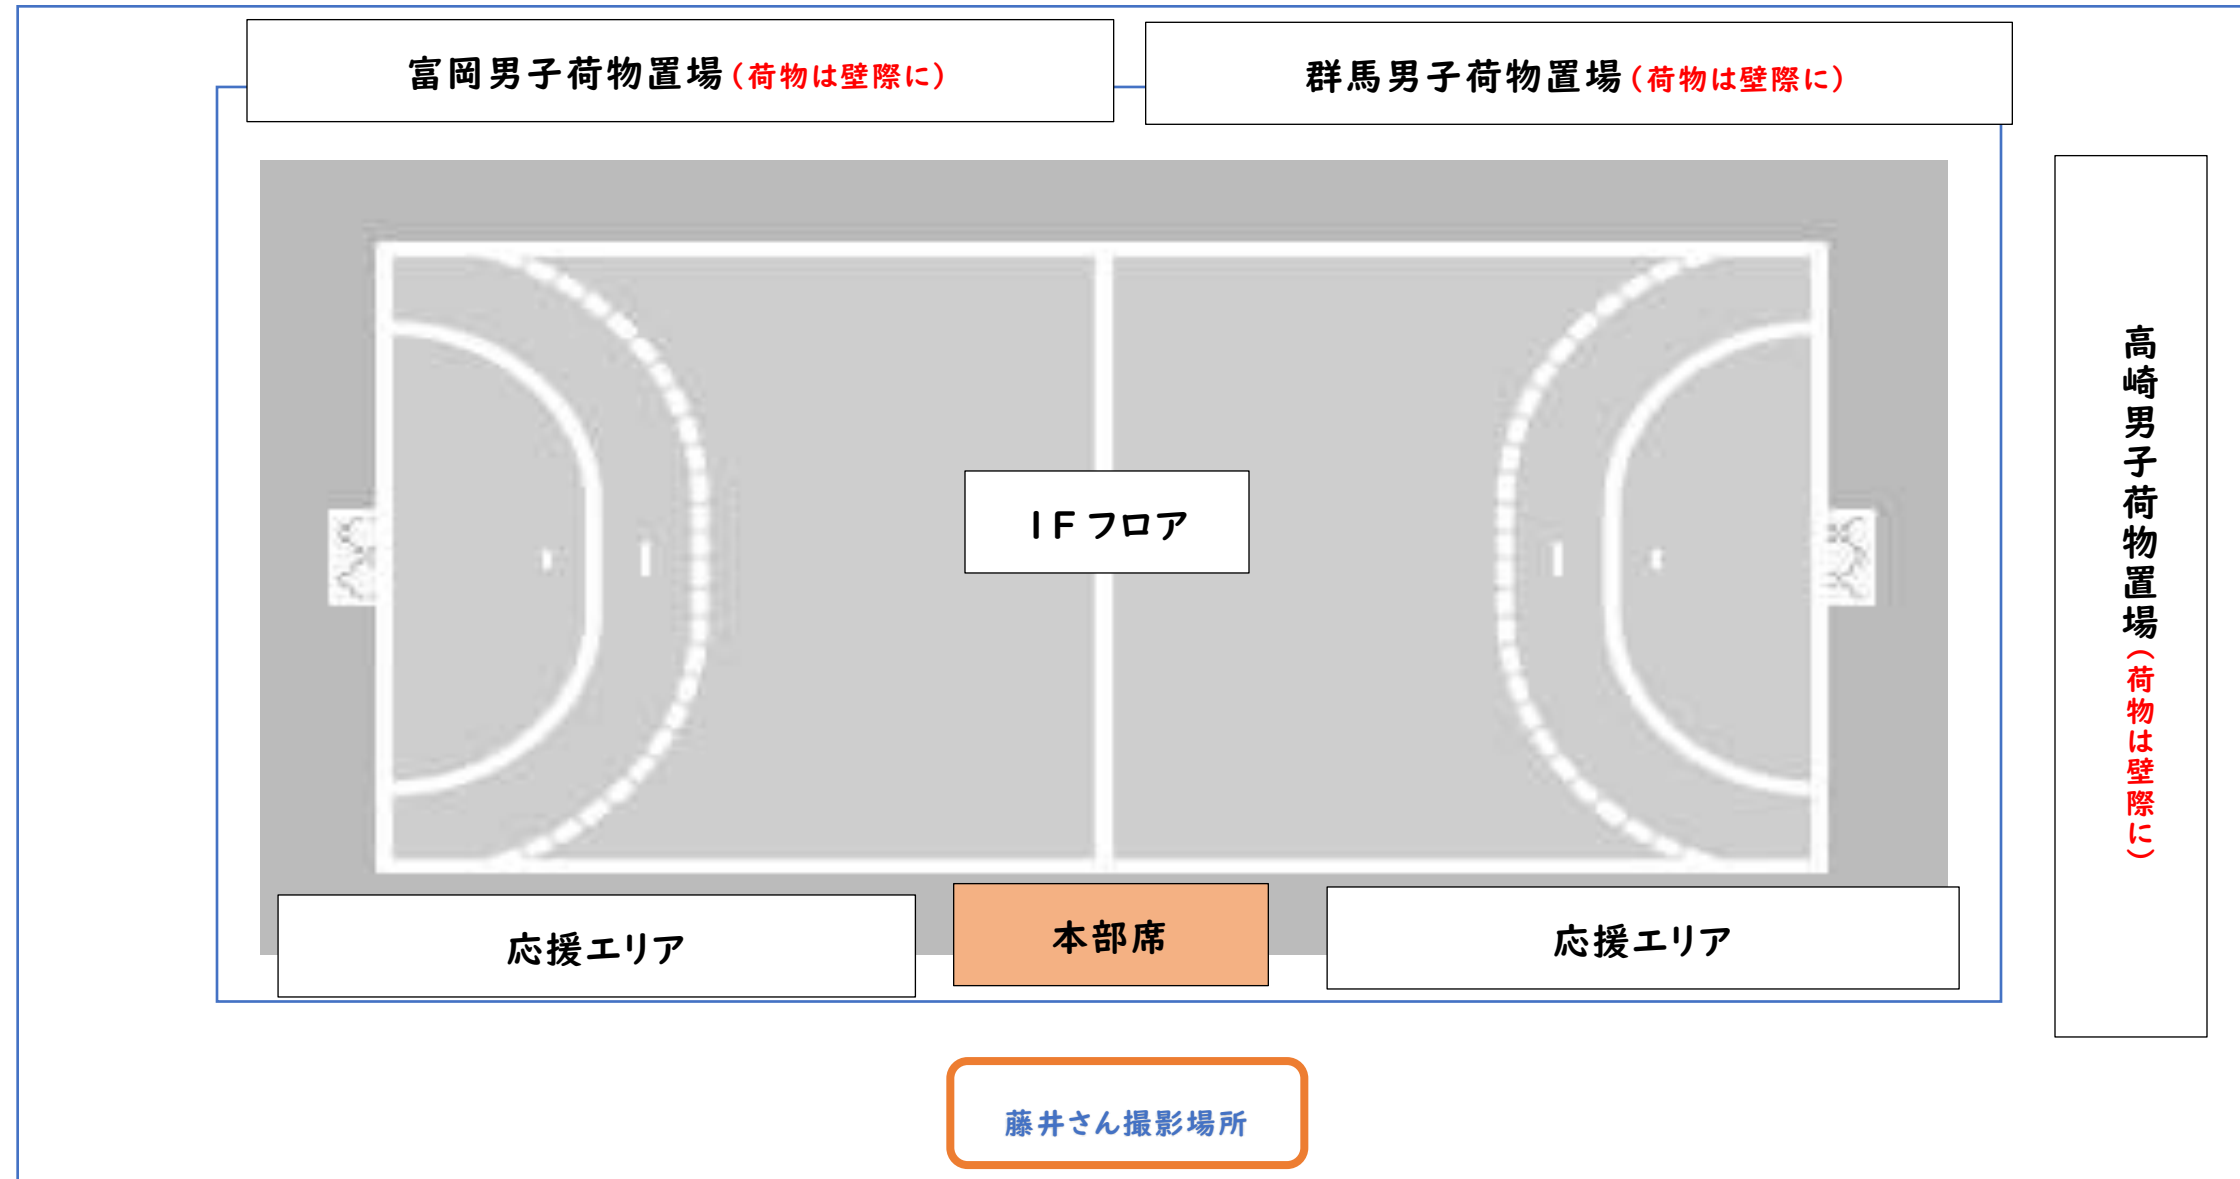 富岡男子荷物置場(荷物は壁際に)
群馬男子荷物置場(荷物は壁際に)
高崎男子荷物置場(荷物は壁際に)
1Fフロア
応援エリア
本部席
応援エリア
藤井さん撮影場所